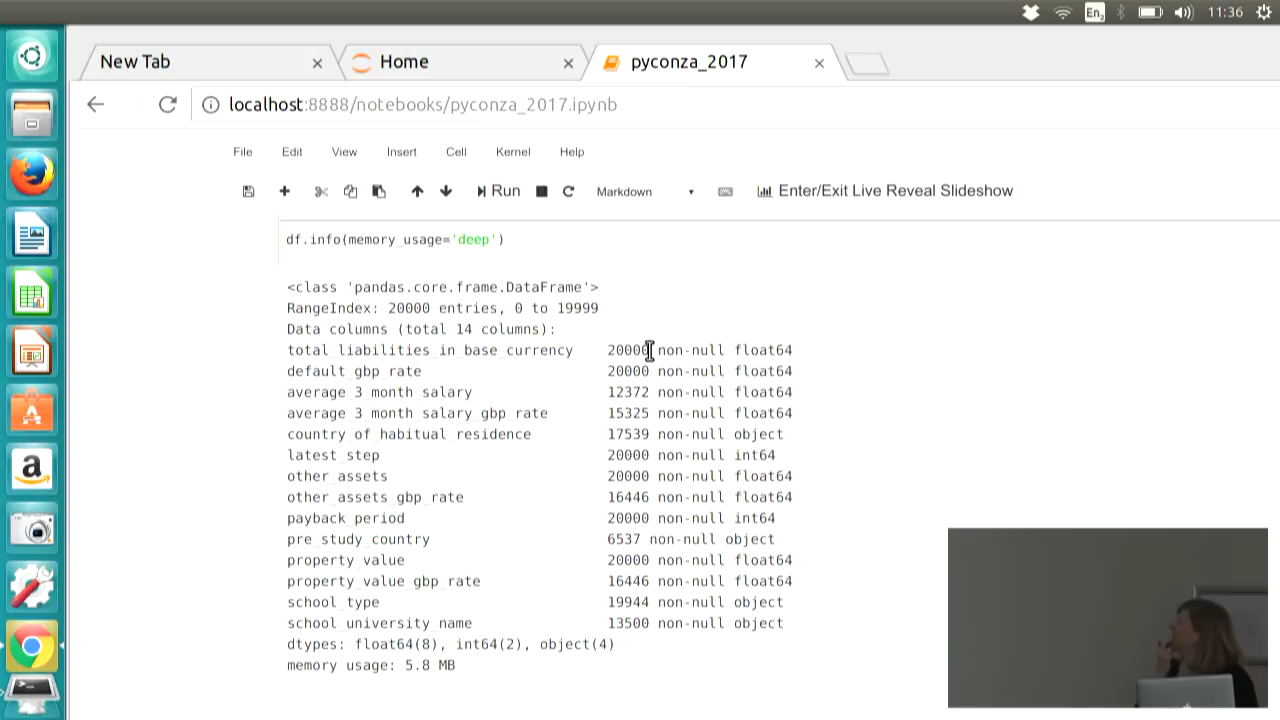 En 11:36
New Tab Home pyconza_2017
localhost:8888/notebooks/pyconza_2017.ipynb
File Edit View Insert Cell Kernel Help
Run Markdown Enter/Exit Live Reveal Slideshow
df.info(memory_usage='deep')
<class 'pandas.core.frame.DataFrame'>
RangeIndex: 20000 entries, 0 to 19999
Data columns (total 14 columns):
total liabilities in base currency 20000 non-null float64
default gbp rate 20000 non-null float64
average 3 month salary 12372 non-null float64
average 3 month salary gbp rate 15325 non-null float64
country of habitual residence 17539 non-null object
latest_step 20000 non-null int64
other assets 20000 non-null float64
other assets gbp rate 16446 non-null float64
payback period 20000 non-null int64
pre_study_country 6537 non-null object
property value 20000 non-null float64
property value gbp rate 16446 non-null float64
school_type 19944 non-null object
school university name 13500 non-null object
dtypes: float64(8), int64(2), object(4)
memory usage: 5.8 MB